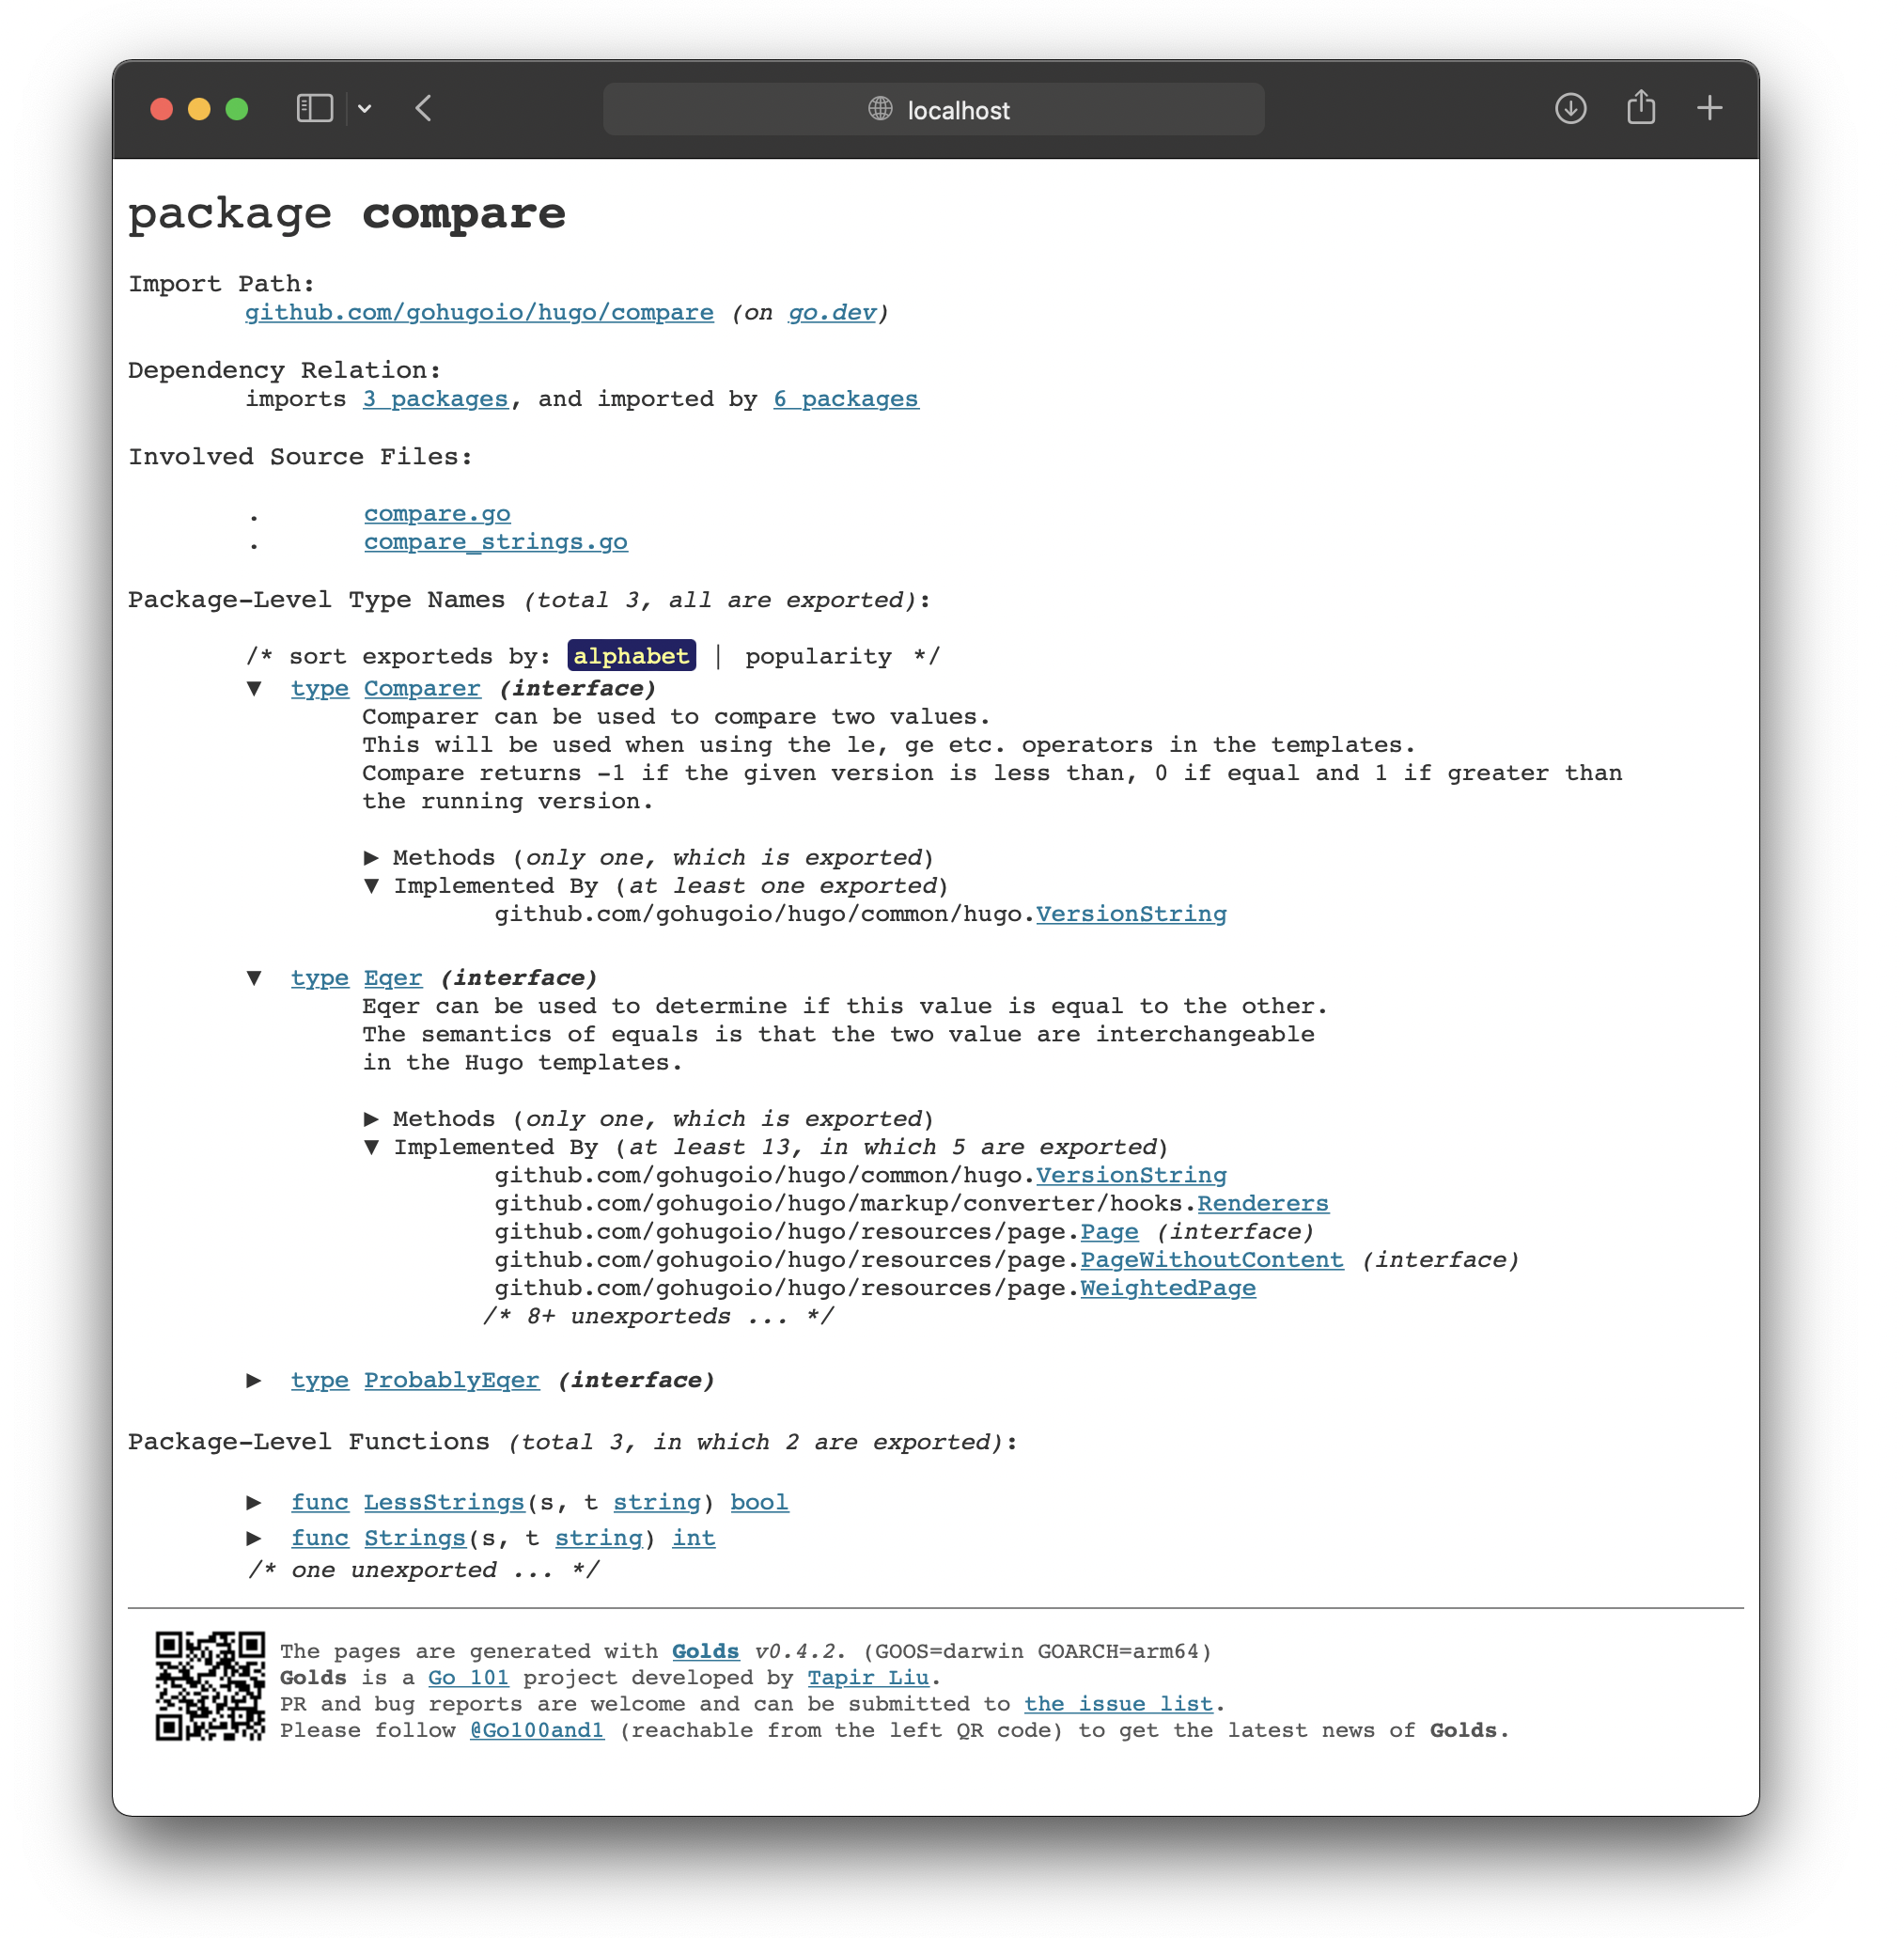 localhost
package compare
Import Path:
github.com/gohugoio/hugo/compare (on go.dev)
Dependency Relation:
imports 3 packages, and imported by 6 packages
Involved Source Files:
. compare.go
. compare_strings.go
Package-Level Type Names (total 3, all are exported):
/* sort exporteds by: alphabet | popularity */
▼ type Comparer (interface)
Comparer can be used to compare two values.
This will be used when using the le, ge etc. operators in the templates.
Compare returns -1 if the given version is less than, 0 if equal and 1 if greater than
the running version.
▶ Methods (only one, which is exported)
▼ Implemented By (at least one exported)
github.com/gohugoio/hugo/common/hugo.VersionString
▼ type Eqer (interface)
Eqer can be used to determine if this value is equal to the other.
The semantics of equals is that the two value are interchangeable
in the Hugo templates.
▶ Methods (only one, which is exported)
▼ Implemented By (at least 13, in which 5 are exported)
github.com/gohugoio/hugo/common/hugo.VersionString
github.com/gohugoio/hugo/markup/converter/hooks.Renderers
github.com/gohugoio/hugo/resources/page.Page (interface)
github.com/gohugoio/hugo/resources/page.PageWithoutContent (interface)
github.com/gohugoio/hugo/resources/page.WeightedPage
/* 8+ unexporteds ... */
▶ type ProbablyEqer (interface)
Package-Level Functions (total 3, in which 2 are exported):
▶ func LessStrings(s, t string) bool
▶ func Strings(s, t string) int
/* one unexported ... */
The pages are generated with Golds v0.4.2. (GOOS=darwin GOARCH=arm64)
Golds is a Go 101 project developed by Tapir Liu.
PR and bug reports are welcome and can be submitted to the issue list.
Please follow @Go100and1 (reachable from the left QR code) to get the latest news of Golds.